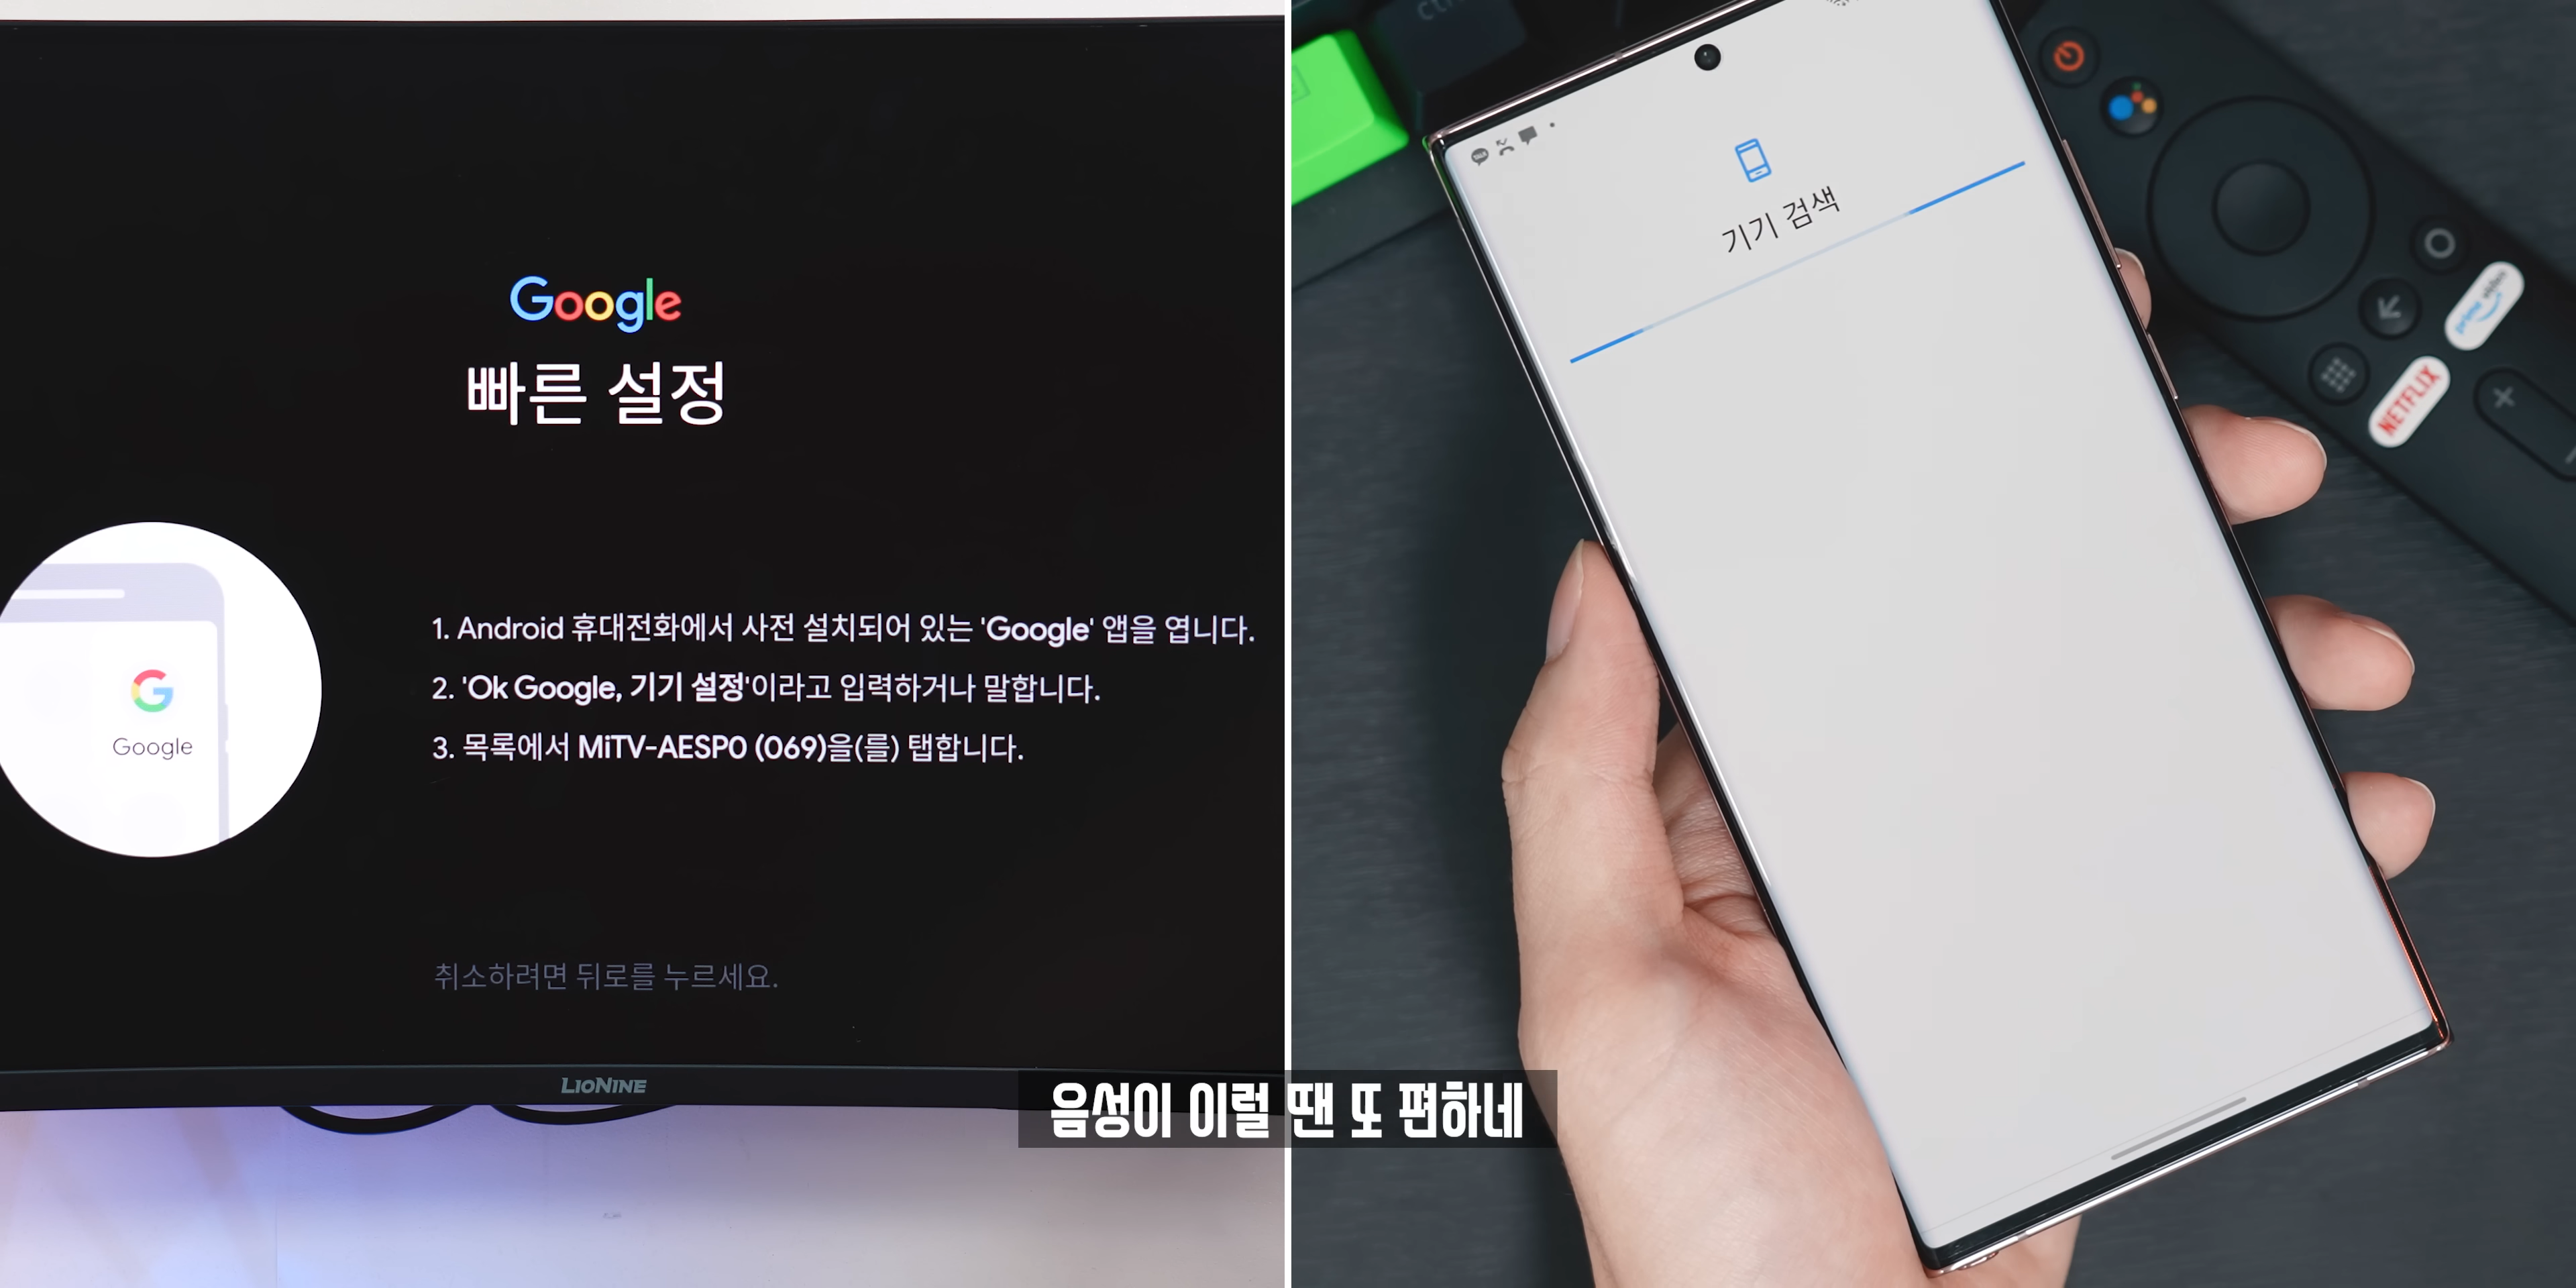 Google
빠른 설정
1. Android 휴대전화에서 사전 설치되어 있는 'Google' 앱을 엽니다.
2. 'Ok Google, 기기 설정'이라고 입력하거나 말합니다.
3. 목록에서 MiTV-AESP0 (069)을(를) 탭합니다.
G
Google
취소하려면 뒤로를 누르세요.
LIONINE
기기 검색
prime video
NETFLIX
음성이 이럴 땐 또 편하네